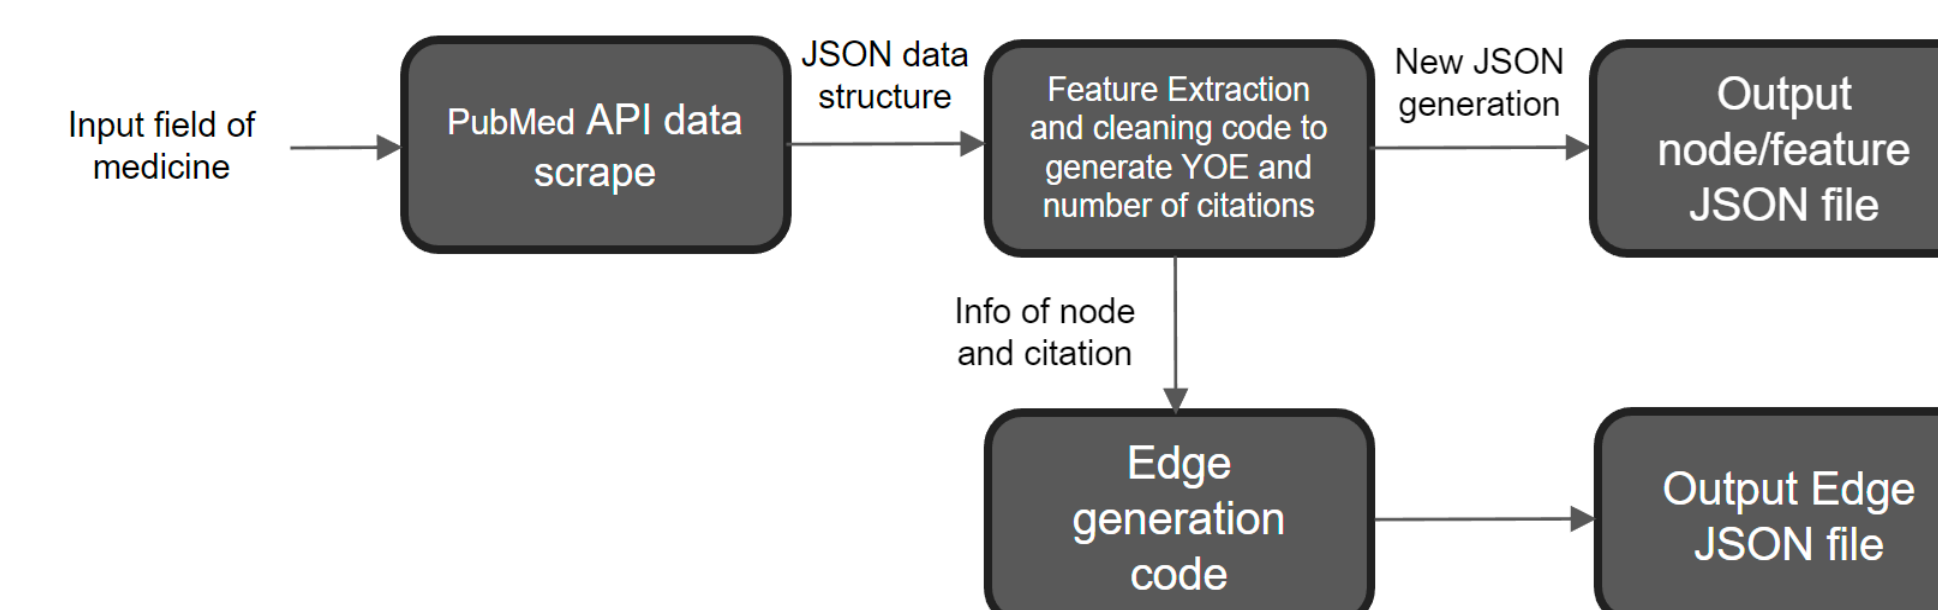 Input field of
medicine
PubMed API data
scrape
JSON data
structure
Feature Extraction
and cleaning code to
generate YOE and
number of citations
New JSON
generation
Output
node/feature
JSON file
Info of node
and citation
Edge
generation
code
Output Edge
JSON file